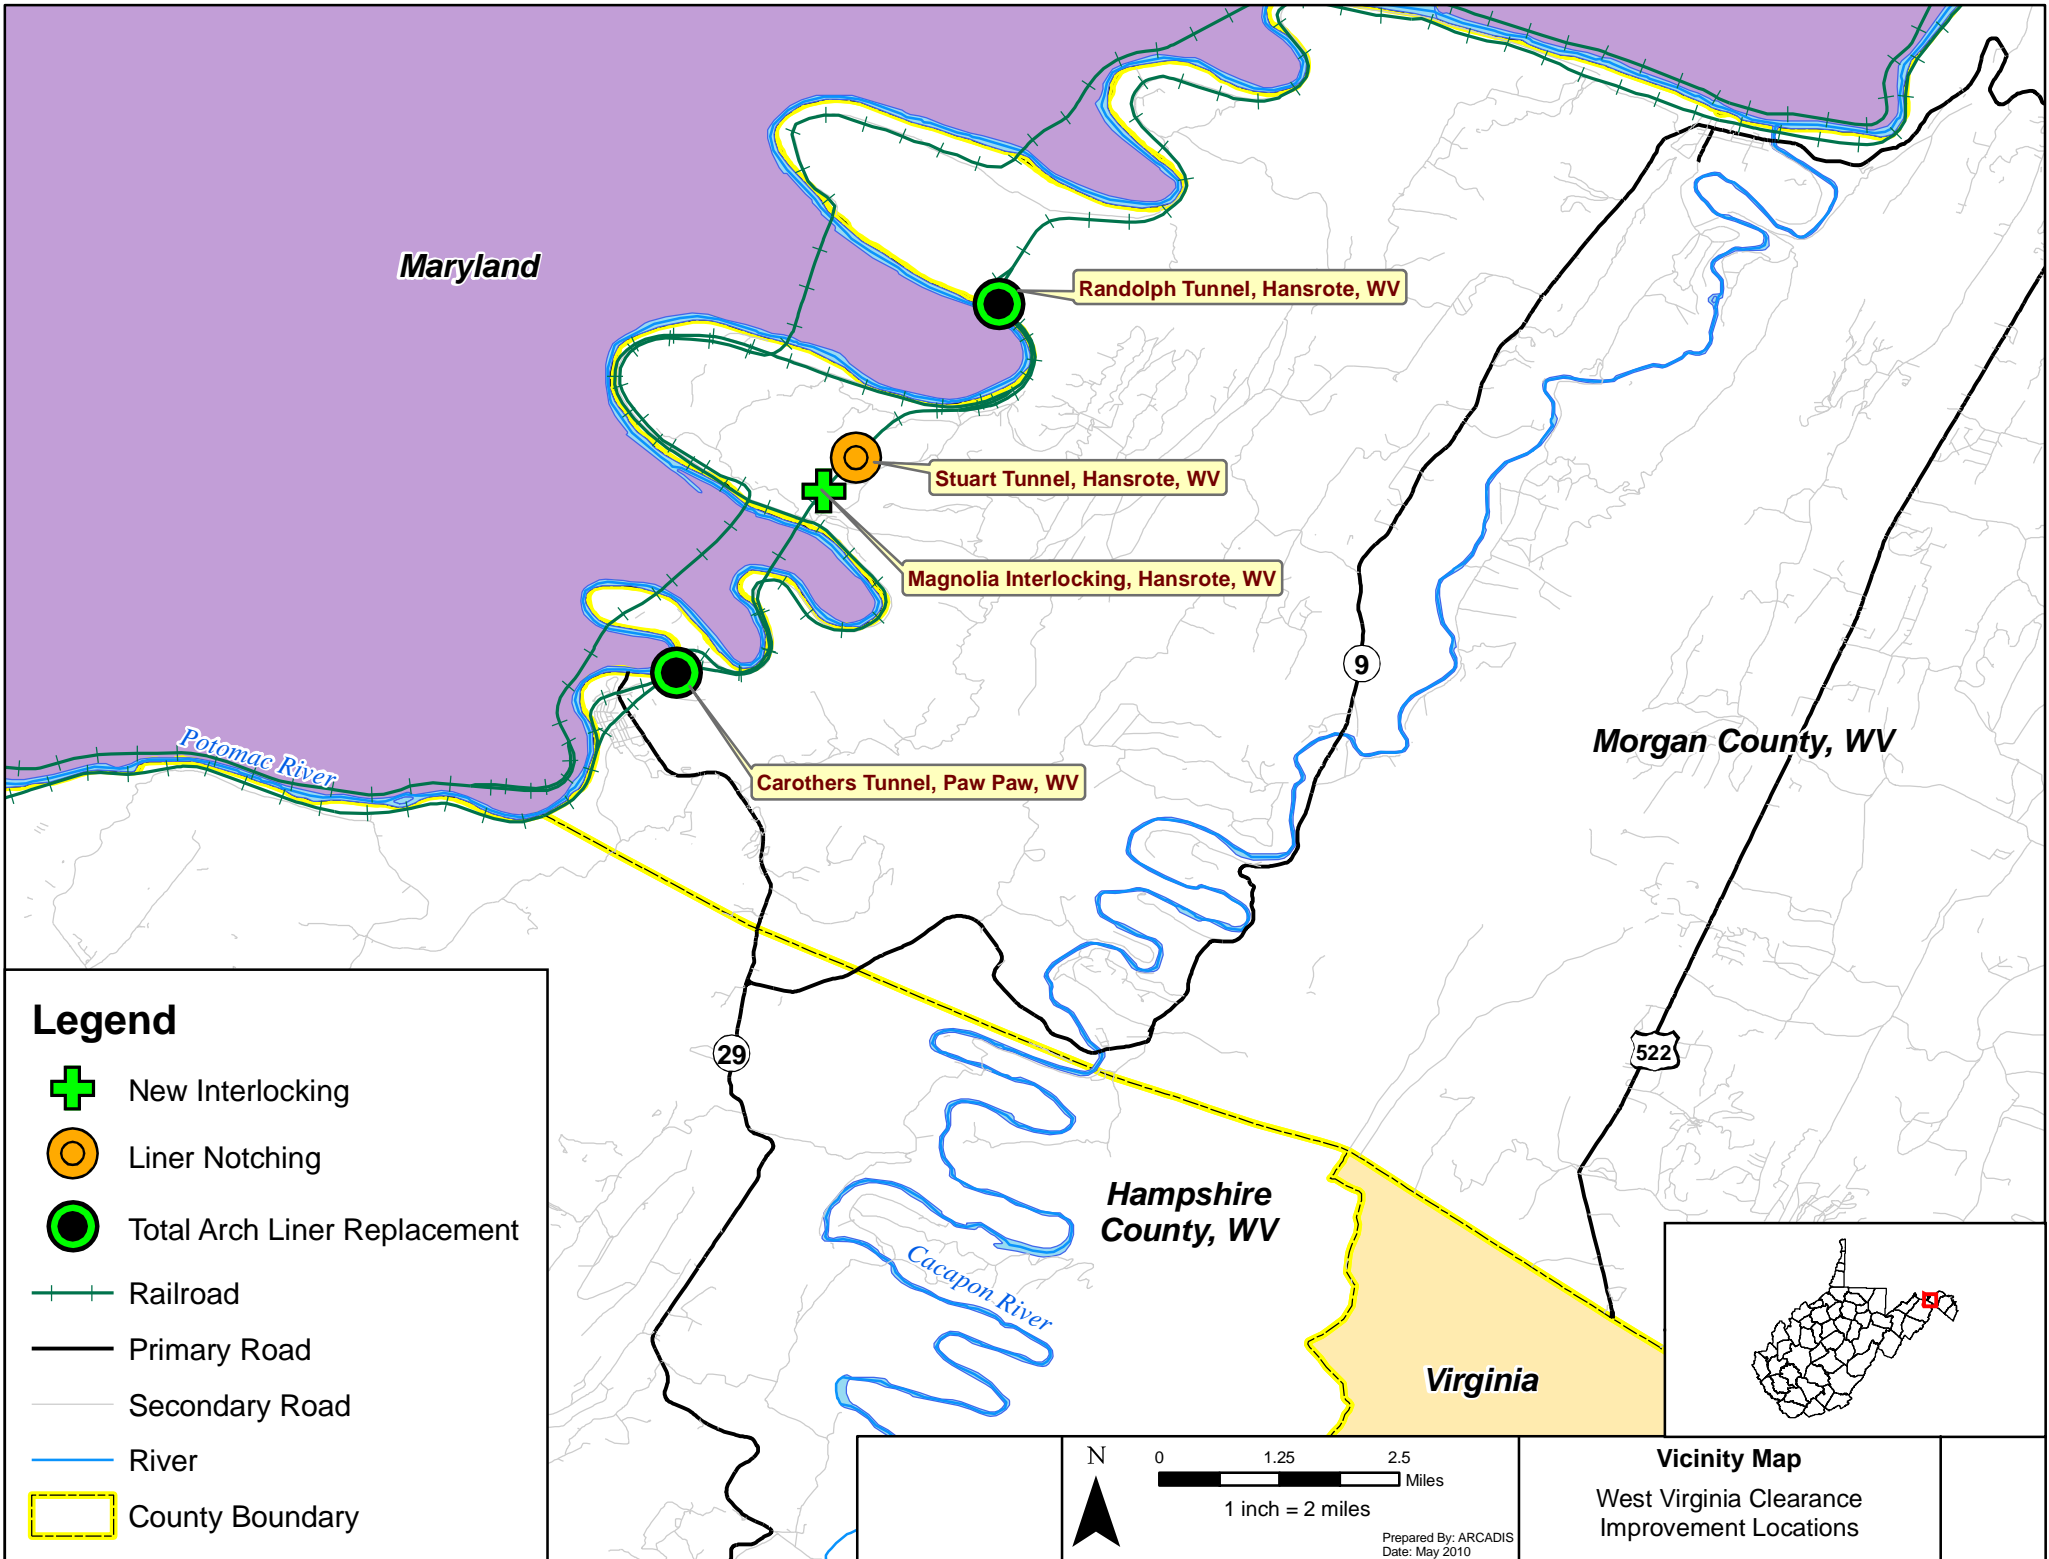 Maryland
Randolph Tunnel, Hansrote, WV
Stuart Tunnel, Hansrote, WV
Magnolia Interlocking, Hansrote, WV
9
Potomac River
Morgan County, WV
Carothers Tunnel, Paw Paw, WV
29
522
Hampshire
County, WV
Cacapon River
Virginia
Legend
New Interlocking
Liner Notching
Total Arch Liner Replacement
Railroad
Primary Road
Secondary Road
River
County Boundary
N
0 1.25 2.5
Miles
1 inch = 2 miles
Prepared By: ARCADIS
Date: May 2010
Vicinity Map
West Virginia Clearance
Improvement Locations